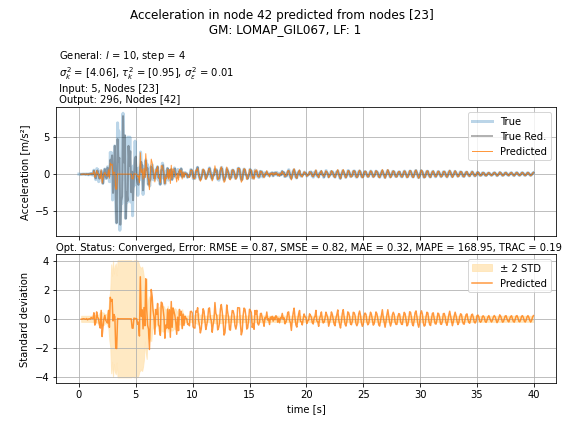 Acceleration in node 42 predicted from nodes [23]
GM: LOMAP_GIL067, LF: 1
General: l = 10, step = 4
σ²ₖ = [4.06], τ²ₖ = [0.95], σ²_ε = 0.01
Input: 5, Nodes [23]
Output: 296, Nodes [42]
Acceleration [m/s²]
5
0
−5
True
True Red.
Predicted
Opt. Status: Converged, Error: RMSE = 0.87, SMSE = 0.82, MAE = 0.32, MAPE = 168.95, TRAC = 0.19
Standard deviation
4
2
0
−2
−4
± 2 STD
Predicted
0 5 10 15 20 25 30 35 40
time [s]